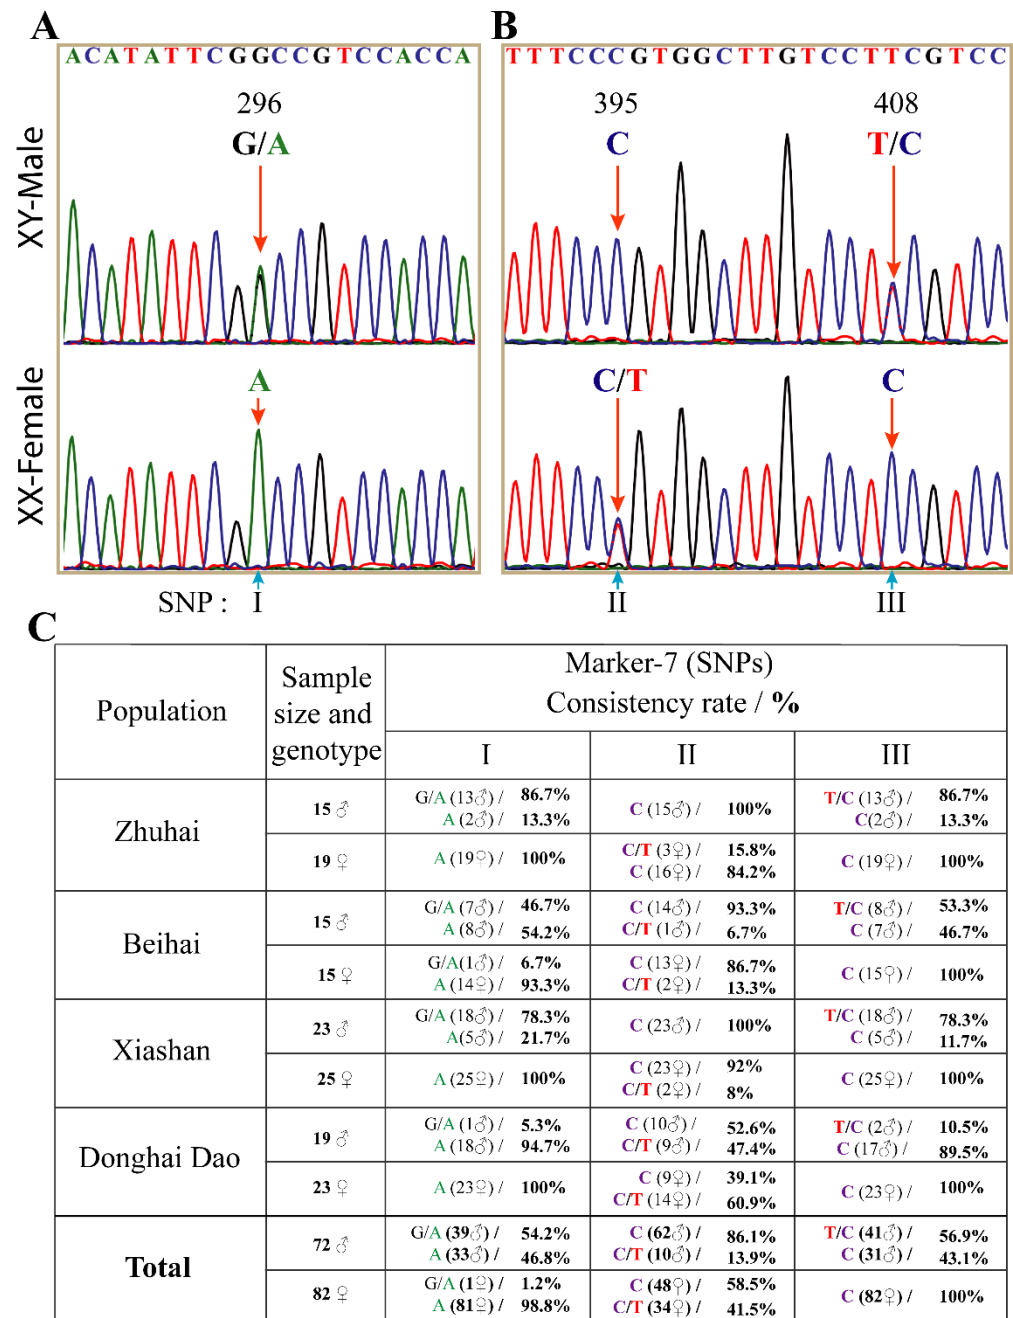 A
B
ACATATTCGGCCGTCCACCA
TTTCCCGTGGCTTGTCCTTCGTCC
XY-Male
296
G/A
395
C
408
T/C
XX-Female
A
C/T
C
SNP : I
II
III
C
Population
Sample size and genotype
Marker-7 (SNPs)
Consistency rate / %
I
II
III
Zhuhai
15 ♂
G/A (13♂) / 86.7%
A (2♂) / 13.3%
C (15♂) / 100%
T/C (13♂) / 86.7%
C(2♂) / 13.3%
19 ♀
A (19♀) / 100%
C/T (3♀) / 15.8%
C (16♀) / 84.2%
C (19♀) / 100%
Beihai
15 ♂
G/A (7♂) / 46.7%
A (8♂) / 54.2%
C (14♂) / 93.3%
C/T (1♂) / 6.7%
T/C (8♂) / 53.3%
C (7♂) / 46.7%
15 ♀
G/A(1♂) / 6.7%
A (14♀) / 93.3%
C (13♀) / 86.7%
C/T (2♀) / 13.3%
C (15♀) / 100%
Xiashan
23 ♂
G/A (18♂) / 78.3%
A(5♂) / 21.7%
C (23♂) / 100%
T/C (18♂) / 78.3%
C (5♂) / 11.7%
25 ♀
A (25♀) / 100%
C (23♀) / 92%
C/T (2♀) / 8%
C (25♀) / 100%
Donghai Dao
19 ♂
G/A (1♂) / 5.3%
A (18♂) / 94.7%
C (10♂) / 52.6%
C/T (9♂) / 47.4%
T/C (2♂) / 10.5%
C (17♂) / 89.5%
23 ♀
A (23♀) / 100%
C (9♀) / 39.1%
C/T (14♀) / 60.9%
C (23♀) / 100%
Total
72 ♂
G/A (39♂) / 54.2%
A (33♂) / 46.8%
C (62♂) / 86.1%
C/T (10♂) / 13.9%
T/C (41♂) / 56.9%
C (31♂) / 43.1%
82 ♀
G/A (1♀) / 1.2%
A (81♀) / 98.8%
C (48♀) / 58.5%
C/T (34♀) / 41.5%
C (82♀) / 100%